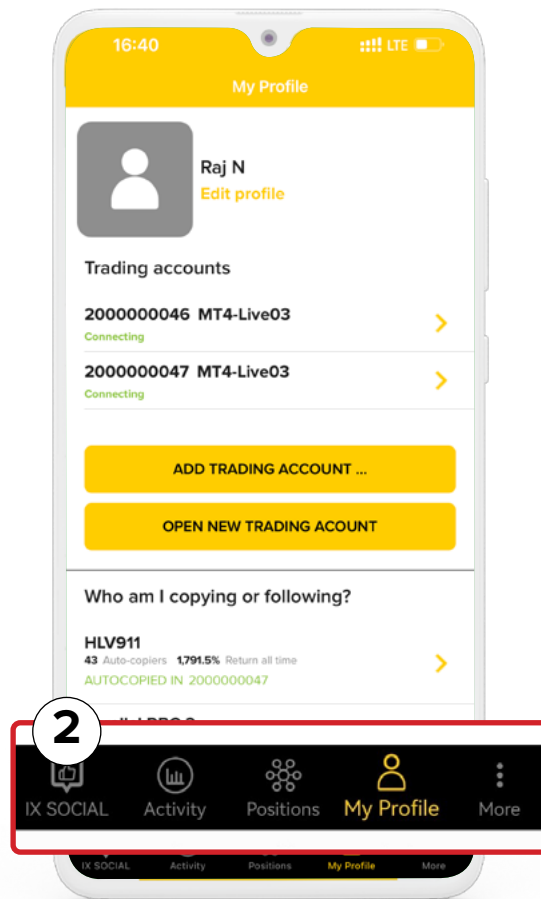 16:40 LTE
My Profile
Raj N
Edit profile
Trading accounts
2000000046 MT4-Live03
Connecting
2000000047 MT4-Live03
Connecting
ADD TRADING ACCOUNT ...
OPEN NEW TRADING ACOUNT
Who am I copying or following?
HLV911
43 Auto-copiers 1,791.5% Return all time
AUTOCOPIED IN 2000000047
2
IX SOCIAL Activity Positions My Profile More
IX SOCIAL Activity Positions My Profile More